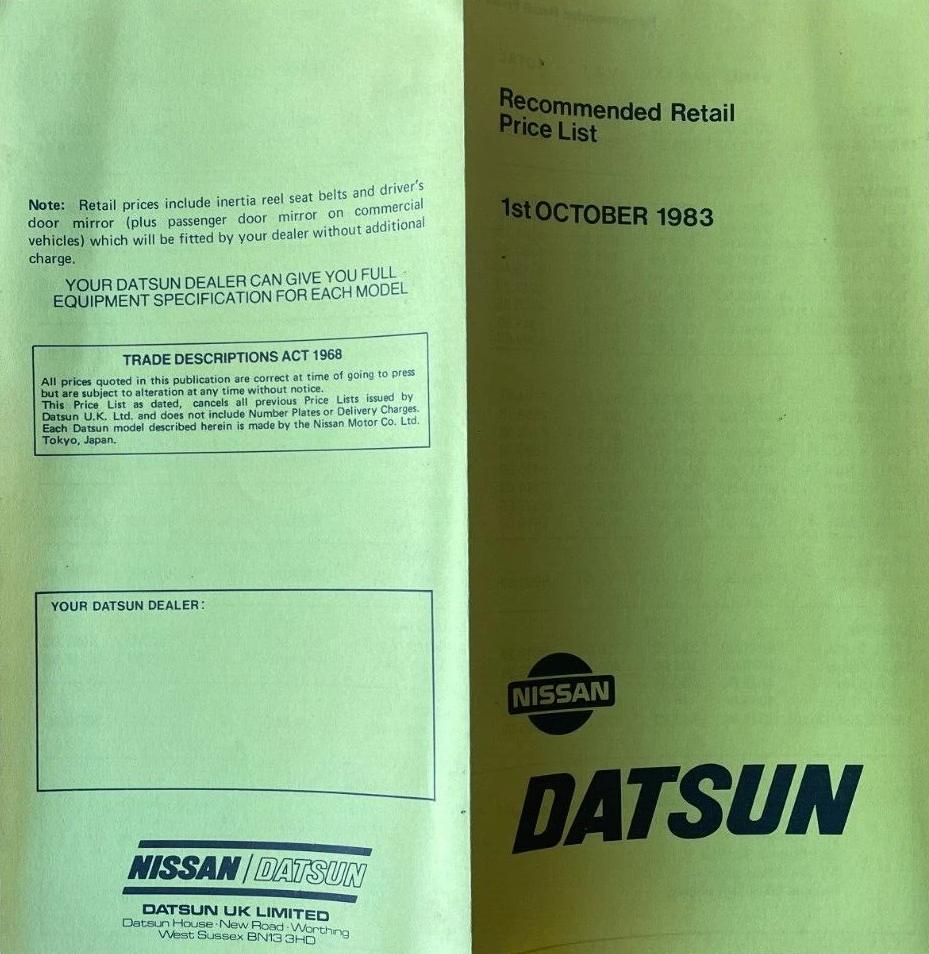 Note: Retail prices include inertia reel seat belts and driver's
door mirror (plus passenger door mirror on commercial
vehicles) which will be fitted by your dealer without additional
charge.
YOUR DATSUN DEALER CAN GIVE YOU FULL
EQUIPMENT SPECIFICATION FOR EACH MODEL
TRADE DESCRIPTIONS ACT 1968
All prices quoted in this publication are correct at time of going to press
but are subject to alteration at any time without notice.
This Price List as dated, cancels all previous Price Lists issued by
Datsun U.K. Ltd. and does not include Number Plates or Delivery Charges.
Each Datsun model described herein is made by the Nissan Motor Co. Ltd.
Tokyo, Japan.
YOUR DATSUN DEALER:
NISSAN/DATSUN
DATSUN UK LIMITED
Datsun House·New Road·Worthing
West Sussex BN13 3HD
Recommended Retail
Price List
1st OCTOBER 1983
NISSAN
DATSUN